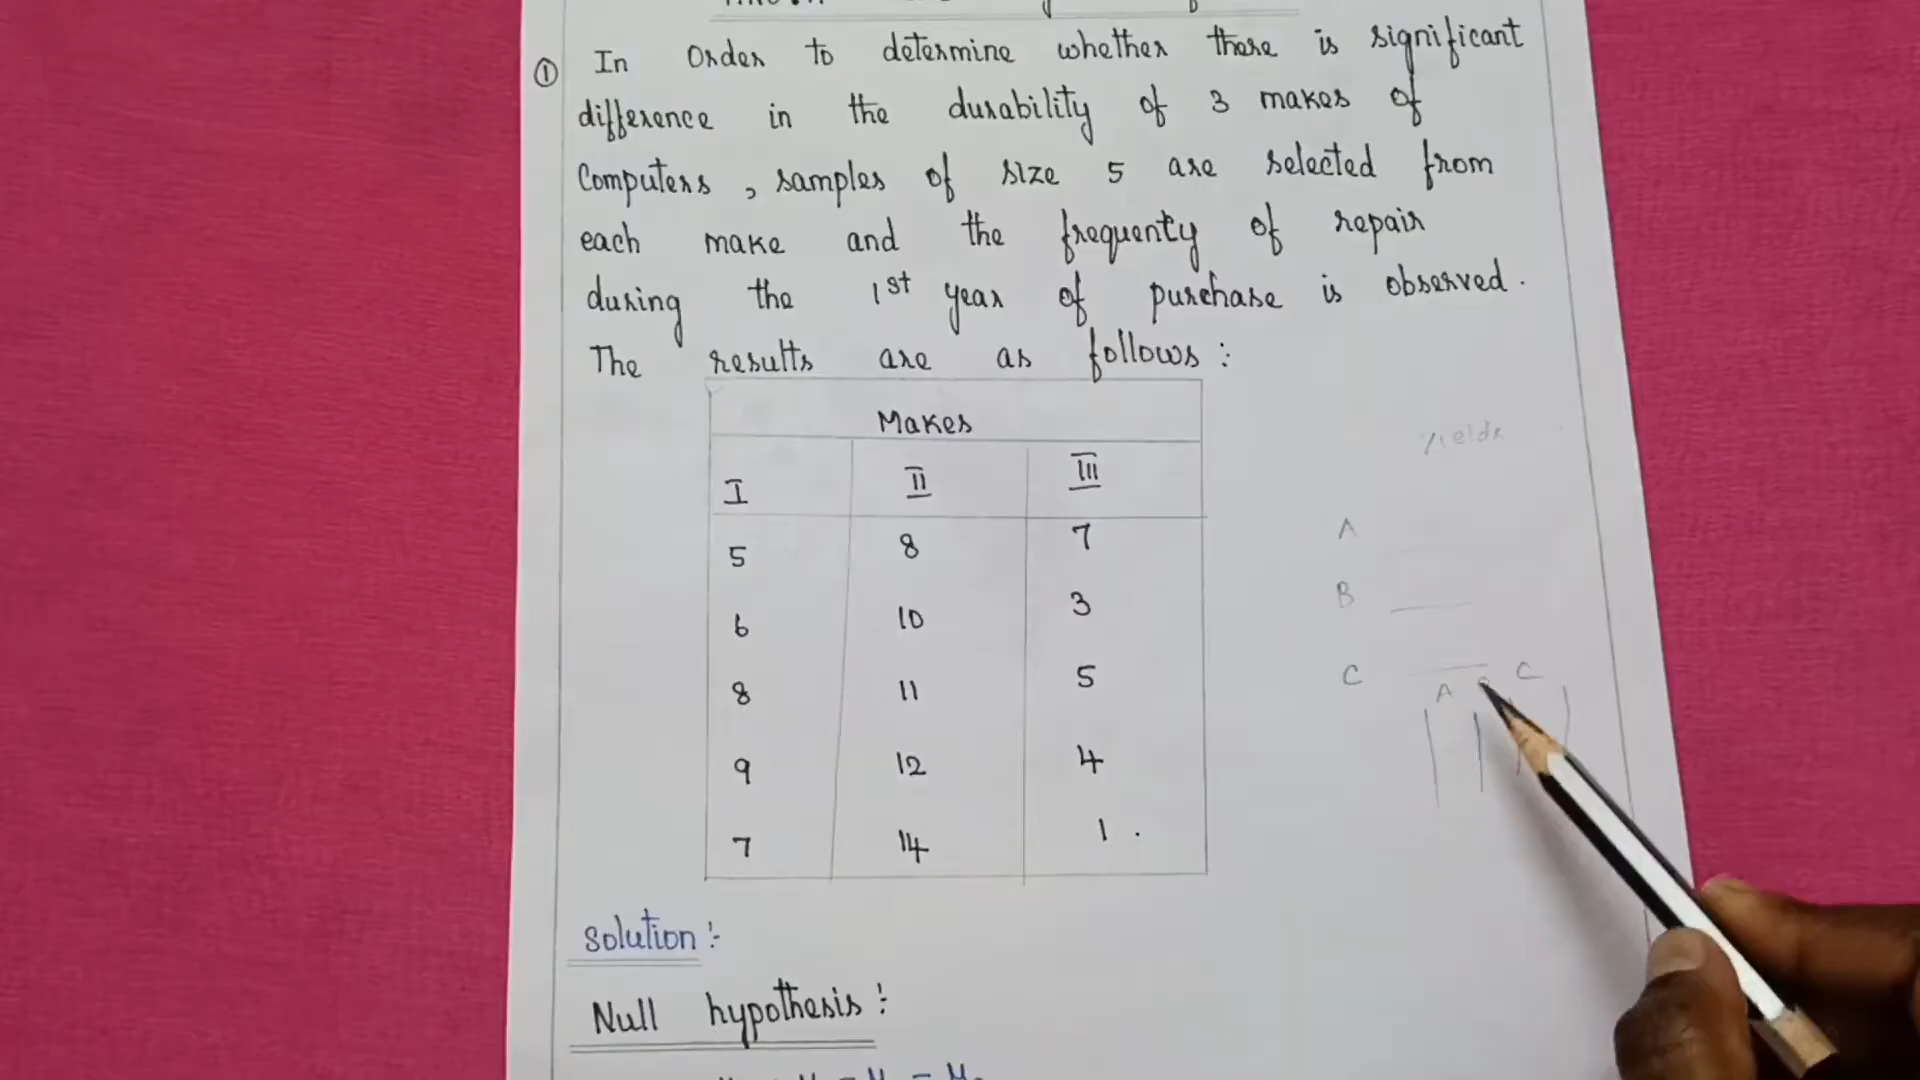 ① In Order to determine whether there is significant
difference in the durability of 3 makes of
Computers, samples of size 5 are selected from
each make and the frequenty of repair
during the 1st year of purchase is observed.
The results are as follows:
Makes
I II III
5 8 7
6 10 3
8 11 5
9 12 4
7 14 1 .
yields
A
B
C
A C
Solution:-
Null hypothesis:-